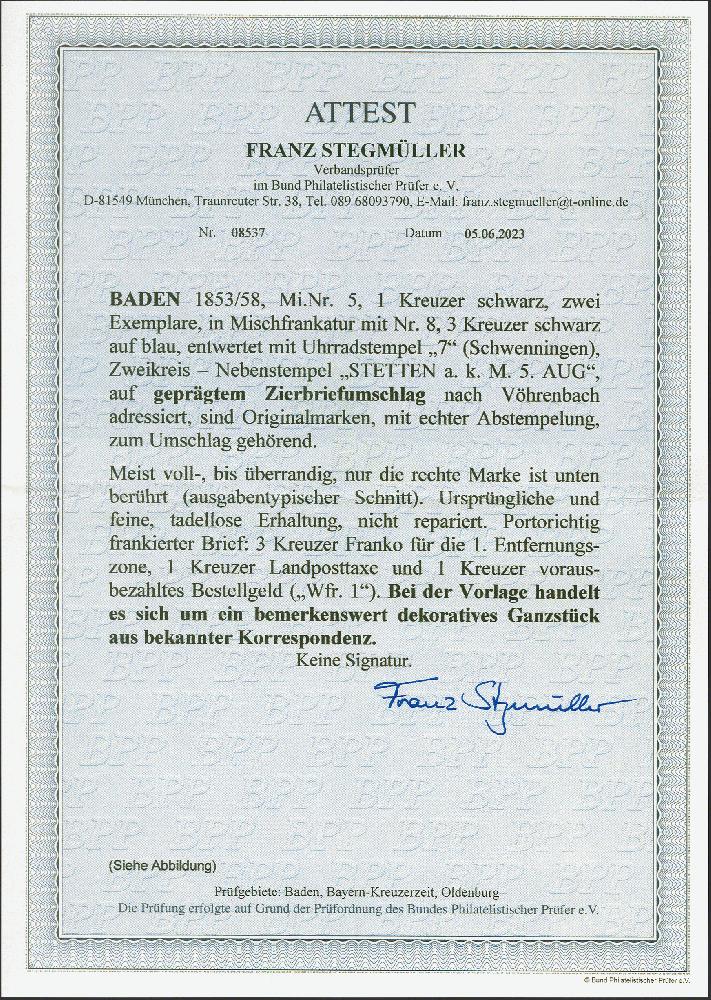 ATTEST
FRANZ STEGMÜLLER
Verbandsprüfer
im Bund Philatelistischer Prüfer e. V.
D-81549 München, Traunreuter Str. 38, Tel. 089 68093790, E-Mail: franz.stegmueller@t-online.de
Nr. 08537 Datum 05.06.2023
BADEN 1853/58, Mi.Nr. 5, 1 Kreuzer schwarz, zwei
Exemplare, in Mischfrankatur mit Nr. 8, 3 Kreuzer schwarz
auf blau, entwertet mit Uhrradstempel „7“ (Schwenningen),
Zweikreis – Nebenstempel „STETTEN a. k. M. 5. AUG“,
auf geprägtem Zierbriefumschlag nach Vöhrenbach
adressiert, sind Originalmarken, mit echter Abstempelung,
zum Umschlag gehörend.
Meist voll-, bis überrandig, nur die rechte Marke ist unten
berührt (ausgabentypischer Schnitt). Ursprüngliche und
feine, tadellose Erhaltung, nicht repariert. Portorichtig
frankierter Brief: 3 Kreuzer Franko für die 1. Entfernungs-
zone, 1 Kreuzer Landposttaxe und 1 Kreuzer voraus-
bezahltes Bestellgeld („Wfr. 1“). Bei der Vorlage handelt
es sich um ein bemerkenswert dekoratives Ganzstück
aus bekannter Korrespondenz.
Keine Signatur.
Franz Stegmüller
(Siehe Abbildung)
Prüfgebiete: Baden, Bayern-Kreuzerzeit, Oldenburg
Die Prüfung erfolgte auf Grund der Prüfordnung des Bundes Philatelistischer Prüfer e.V.
© Bund Philatelistischer Prüfer e.V.